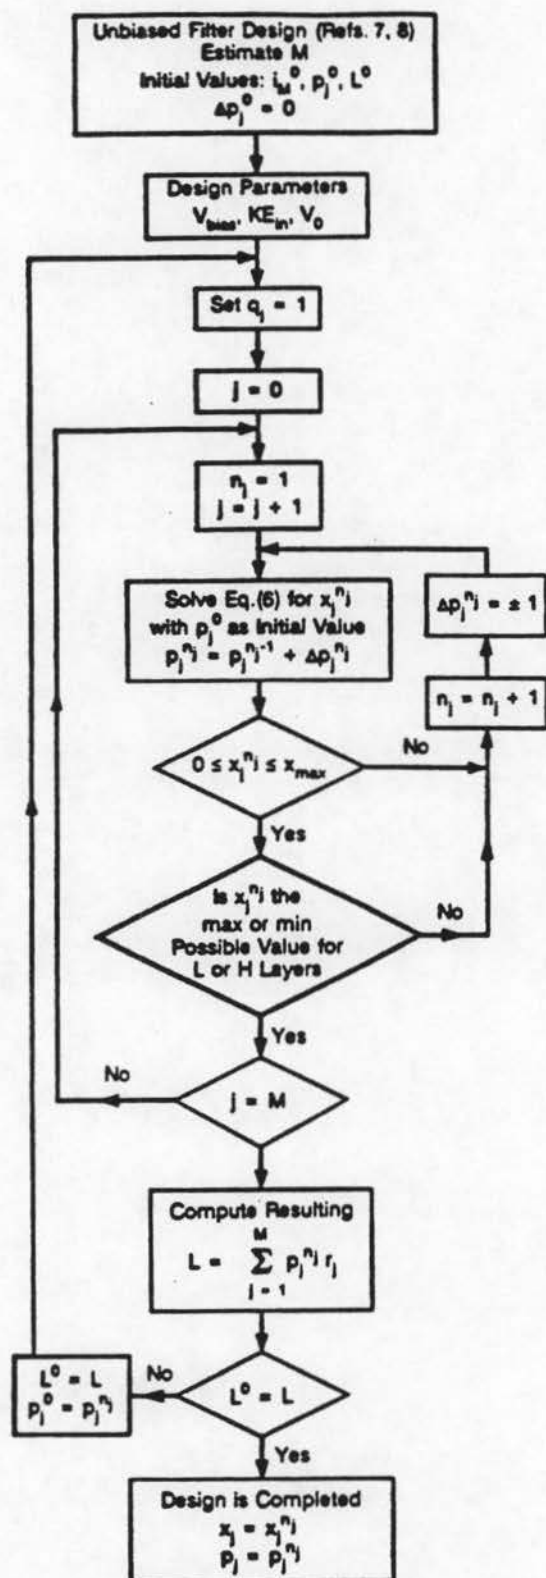 Unbiased Filter Design (Refs. 7, 8)
Estimate M
Initial Values: i_M^0, p_j^0, L^0
Δp_j^0 = 0
Design Parameters
V_bias, KE_in, V_0
Set q_j = 1
j = 0
n_j = 1
j = j + 1
Solve Eq.(6) for x_j^n_j
with p_j^0 as Initial Value
p_j^n_j = p_j^n_j-1 + Δp_j^n_j
Δp_j^n_j = ± 1
n_j = n_j + 1
0 ≤ x_j^n_j ≤ x_max
No
Yes
Is x_j^n_j the
max or min
Possible Value for
L or H Layers
No
Yes
j = M
No
Compute Resulting
L = M Σ j = 1 p_j^n_j r_j
L^0 = L
No
L^0 = L
p_j^0 = p_j^n_j
Yes
Design is Completed
x_j = x_j^n_j
p_j = p_j^n_j